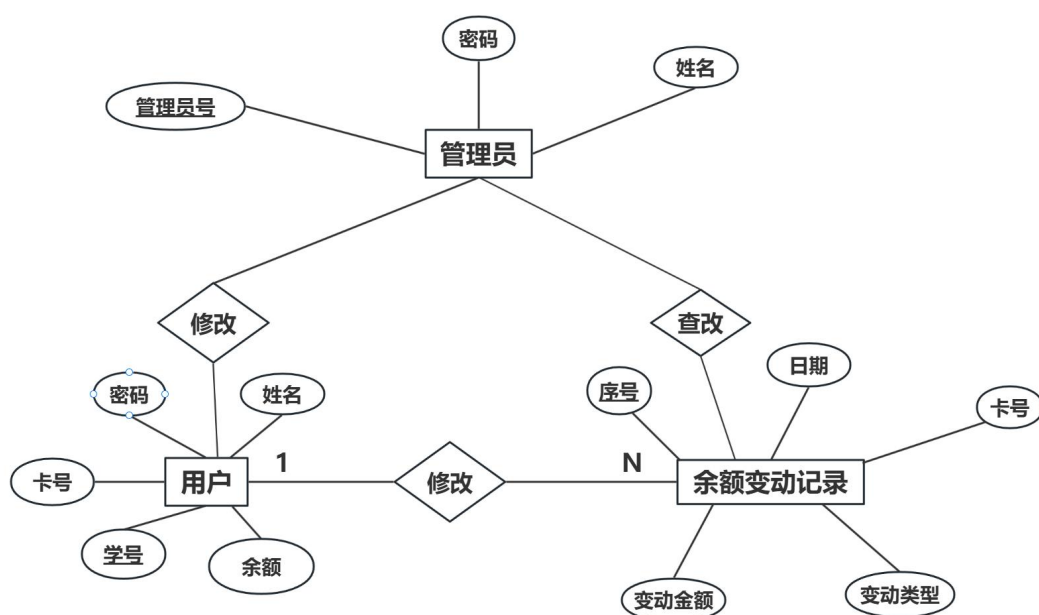 密码
姓名
管理员号
管理员
修改
查改
日期
密码
姓名
序号
卡号
1
N
卡号
用户
修改
余额变动记录
学号
余额
变动金额
变动类型